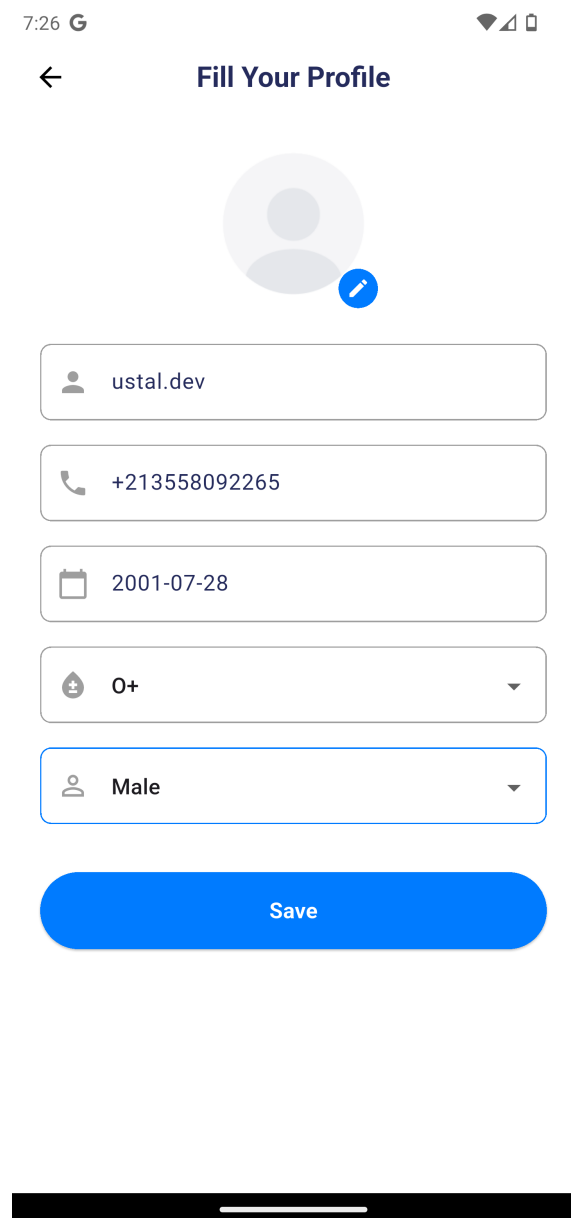 7:26 G
Fill Your Profile
ustal.dev
+213558092265
2001-07-28
O+
Male
Save